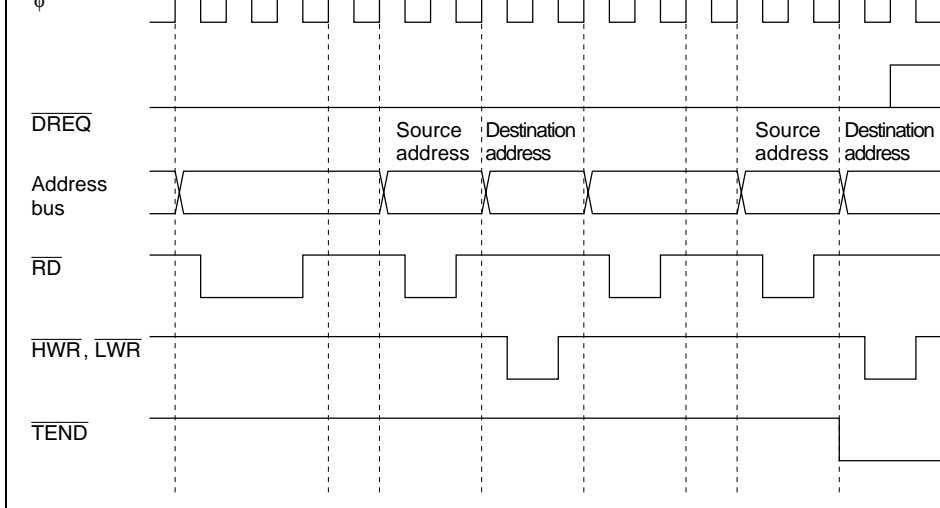 φ
DREQ
Source address
Destination address
Source address
Destination address
Address bus
RD
HWR, LWR
TEND